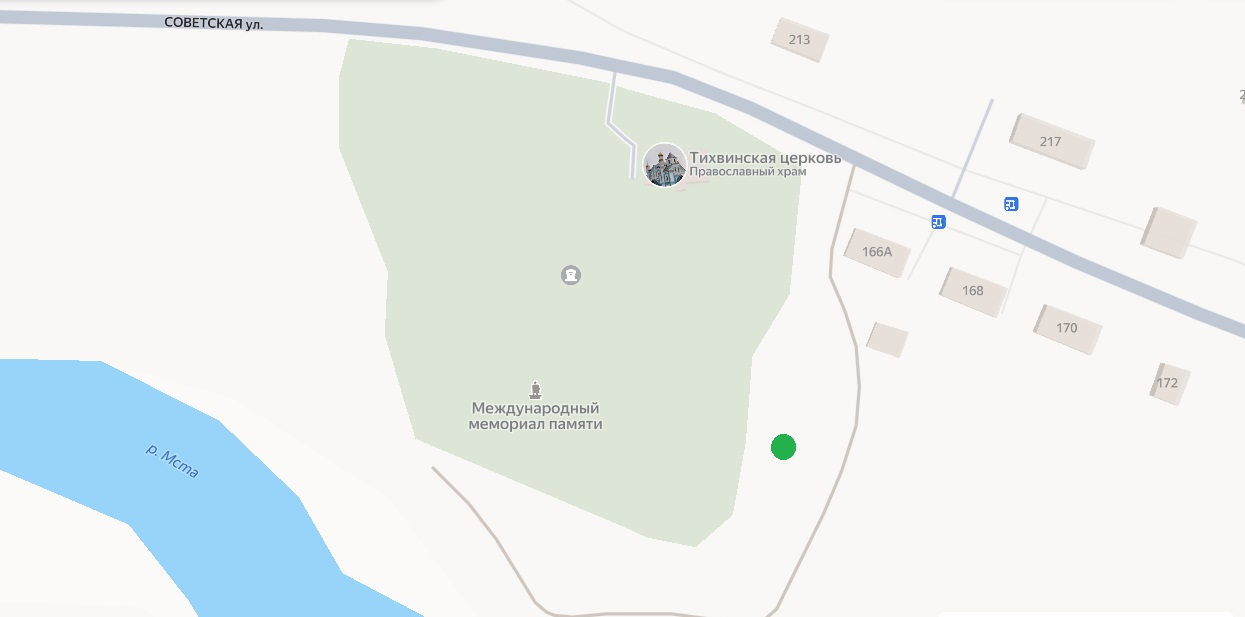 СОВЕТСКАЯ ул.
213
217
Тихвинская церковь
Православный храм
166А
168
170
172
Международный
мемориал памяти
р. Мста